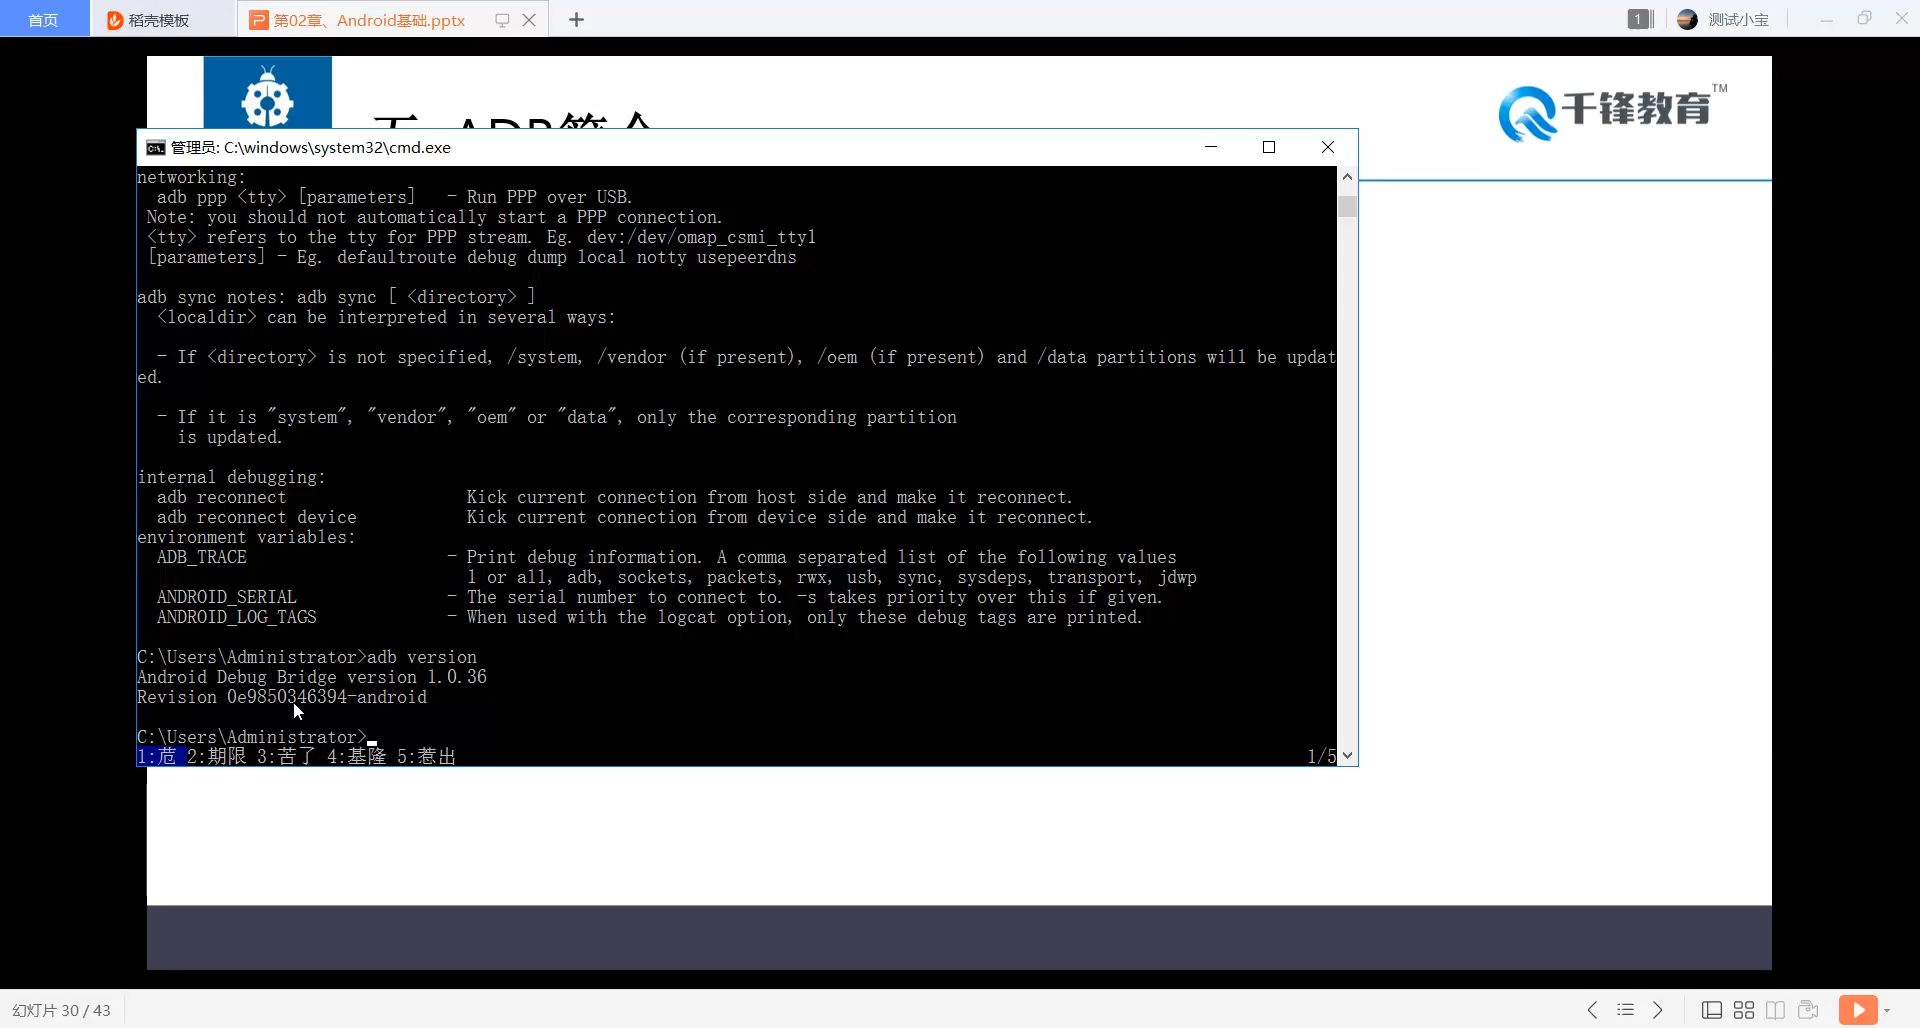 首页
稻壳模板
第02章、Android基础.pptx
1
测试小宝
千锋教育 TM
五、ADB简介
管理员: C:\windows\system32\cmd.exe
networking:
adb ppp <tty> [parameters] - Run PPP over USB.
Note: you should not automatically start a PPP connection.
<tty> refers to the tty for PPP stream. Eg. dev:/dev/omap_csmi_tty1
[parameters] - Eg. defaultroute debug dump local notty usepeerdns
adb sync notes: adb sync [ <directory> ]
<localdir> can be interpreted in several ways:
- If <directory> is not specified, /system, /vendor (if present), /oem (if present) and /data partitions will be updat
ed.
- If it is "system", "vendor", "oem" or "data", only the corresponding partition
is updated.
internal debugging:
adb reconnect Kick current connection from host side and make it reconnect.
adb reconnect device Kick current connection from device side and make it reconnect.
environment variables:
ADB_TRACE - Print debug information. A comma separated list of the following values
1 or all, adb, sockets, packets, rwx, usb, sync, sysdeps, transport, jdwp
ANDROID_SERIAL - The serial number to connect to. -s takes priority over this if given.
ANDROID_LOG_TAGS - When used with the logcat option, only these debug tags are printed.
C:\Users\Administrator>adb version
Android Debug Bridge version 1.0.36
Revision 0e9850346394-android
C:\Users\Administrator>
1:苊 2:期限 3:苦了 4:基隆 5:惹出 1/5
幻灯片 30 / 43